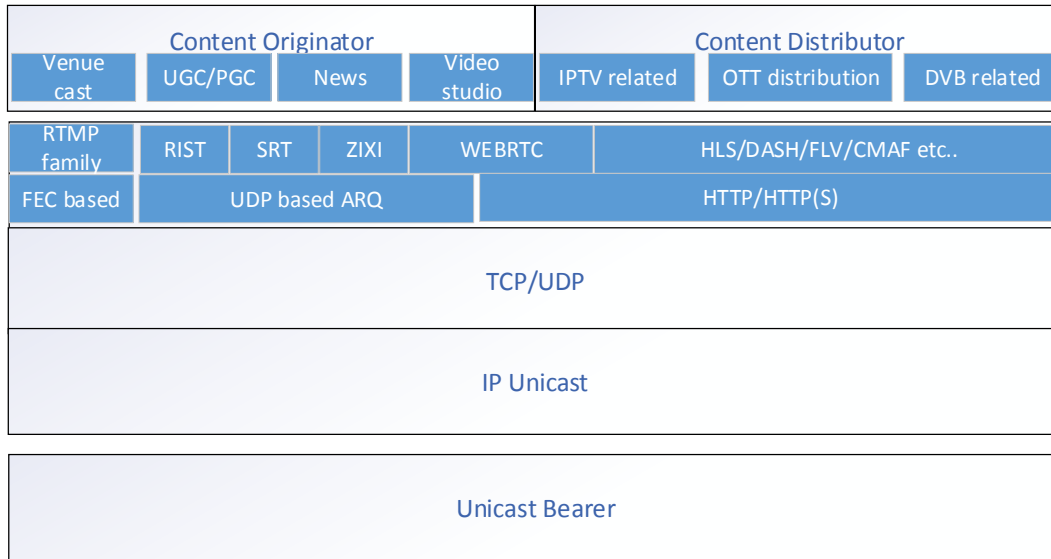 Content Originator
Content Distributor
Venue
cast
UGC/PGC
News
Video
studio
IPTV related
OTT distribution
DVB related
RTMP
family
RIST
SRT
ZIXI
WEBRTC
HLS/DASH/FLV/CMAF etc..
FEC based
UDP based ARQ
HTTP/HTTP(S)
TCP/UDP
IP Unicast
Unicast Bearer